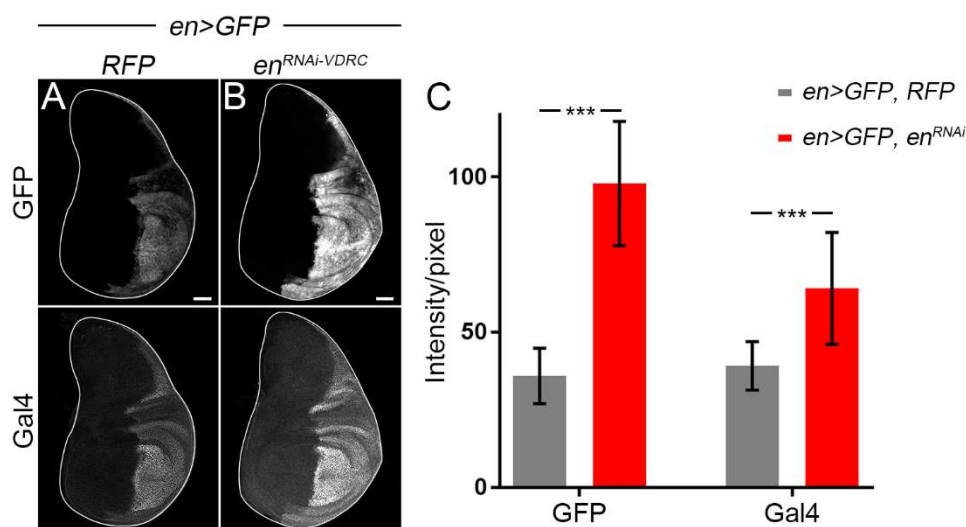 en>GFP
RFP
en^RNAi-VDRC
A
B
GFP
Gal4
C
en>GFP, RFP
en>GFP, en^RNAi
***
***
Intensity/pixel
100
50
0
GFP
Gal4